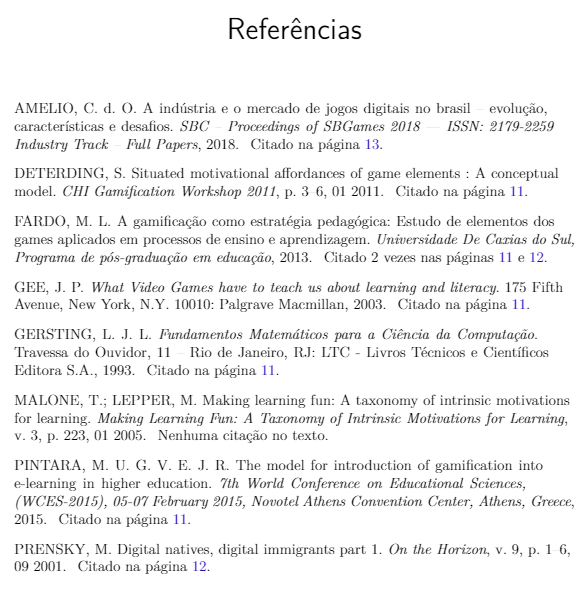 Referências
AMELIO, C. d. O. A indústria e o mercado de jogos digitais no brasil – evolução,
características e desafios. SBC – Proceedings of SBGames 2018 — ISSN: 2179-2259
Industry Track – Full Papers, 2018. Citado na página 13.
DETERDING, S. Situated motivational affordances of game elements : A conceptual
model. CHI Gamification Workshop 2011, p. 3–6, 01 2011. Citado na página 11.
FARDO, M. L. A gamificação como estratégia pedagógica: Estudo de elementos dos
games aplicados em processos de ensino e aprendizagem. Universidade De Caxias do Sul,
Programa de pós-graduação em educação, 2013. Citado 2 vezes nas páginas 11 e 12.
GEE, J. P. What Video Games have to teach us about learning and literacy. 175 Fifth
Avenue, New York, N.Y. 10010: Palgrave Macmillan, 2003. Citado na página 11.
GERSTING, L. J. L. Fundamentos Matemáticos para a Ciência da Computação.
Travessa do Ouvidor, 11 – Rio de Janeiro, RJ: LTC - Livros Técnicos e Científicos
Editora S.A., 1993. Citado na página 11.
MALONE, T.; LEPPER, M. Making learning fun: A taxonomy of intrinsic motivations
for learning. Making Learning Fun: A Taxonomy of Intrinsic Motivations for Learning,
v. 3, p. 223, 01 2005. Nenhuma citação no texto.
PINTARA, M. U. G. V. E. J. R. The model for introduction of gamification into
e-learning in higher education. 7th World Conference on Educational Sciences,
(WCES-2015), 05-07 February 2015, Novotel Athens Convention Center, Athens, Greece,
2015. Citado na página 11.
PRENSKY, M. Digital natives, digital immigrants part 1. On the Horizon, v. 9, p. 1–6,
09 2001. Citado na página 12.